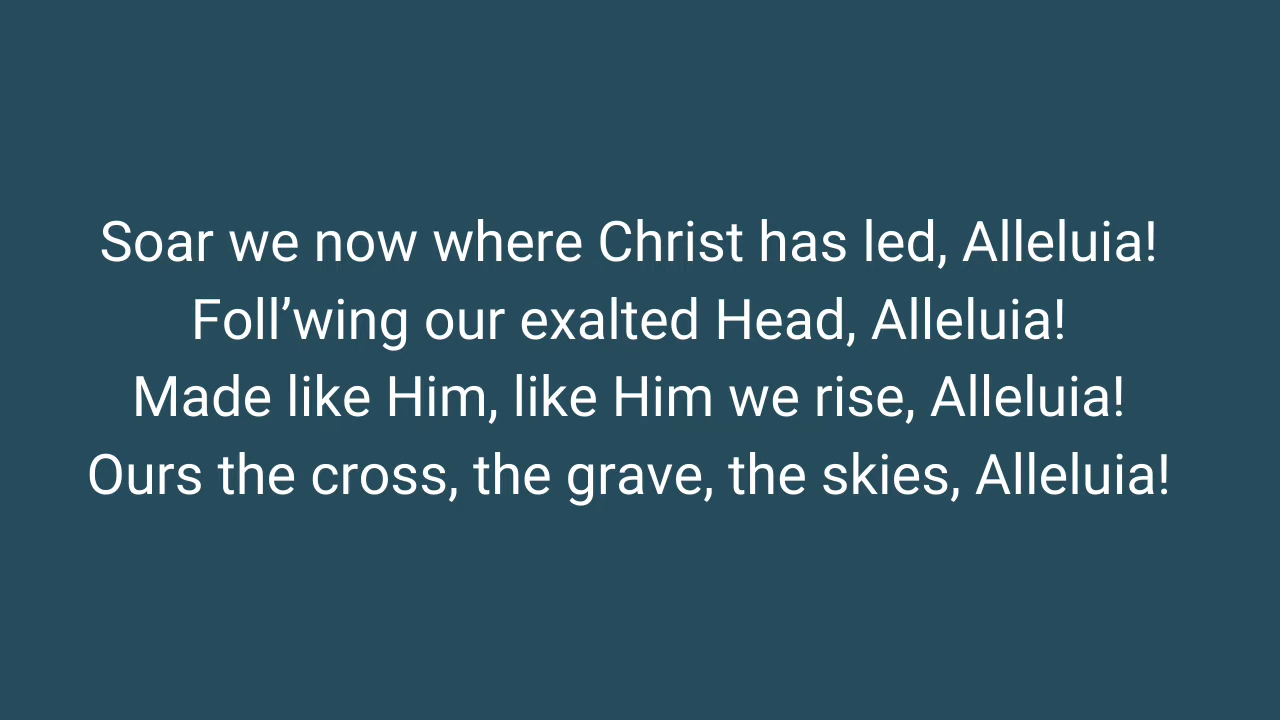 Soar we now where Christ has led, Alleluia!
Foll’wing our exalted Head, Alleluia!
Made like Him, like Him we rise, Alleluia!
Ours the cross, the grave, the skies, Alleluia!